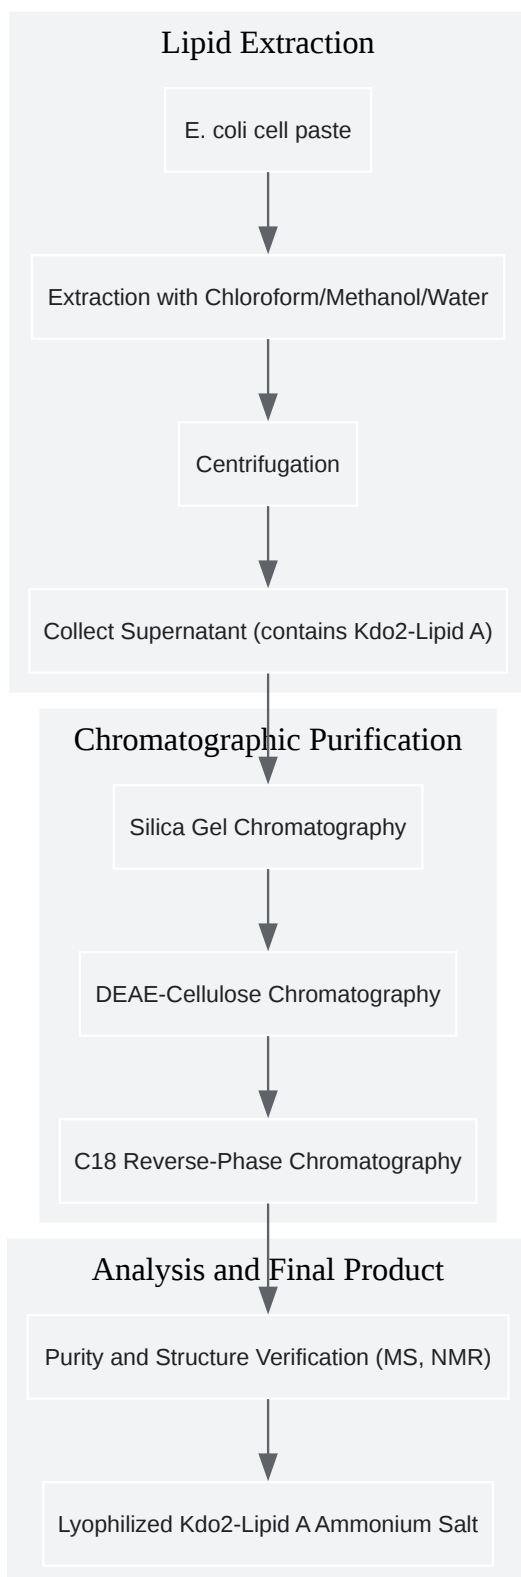 Lipid Extraction
E. coli cell paste
Extraction with Chloroform/Methanol/Water
Centrifugation
Collect Supernatant (contains Kdo2-Lipid A)
Chromatographic Purification
Silica Gel Chromatography
DEAE-Cellulose Chromatography
C18 Reverse-Phase Chromatography
Analysis and Final Product
Purity and Structure Verification (MS, NMR)
Lyophilized Kdo2-Lipid A Ammonium Salt